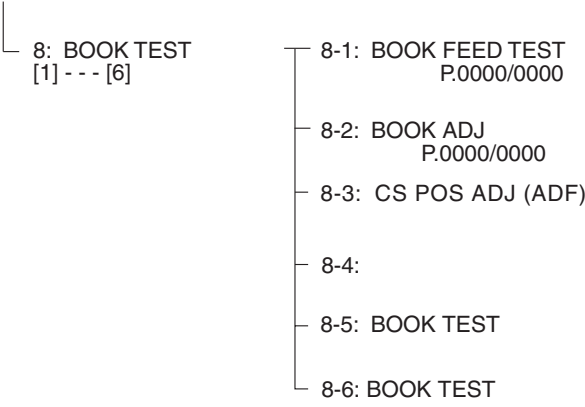 8: BOOK TEST
[1] - - - [6]
8-1: BOOK FEED TEST
P.0000/0000
8-2: BOOK ADJ
P.0000/0000
8-3: CS POS ADJ (ADF)
8-4:
8-5: BOOK TEST
8-6: BOOK TEST